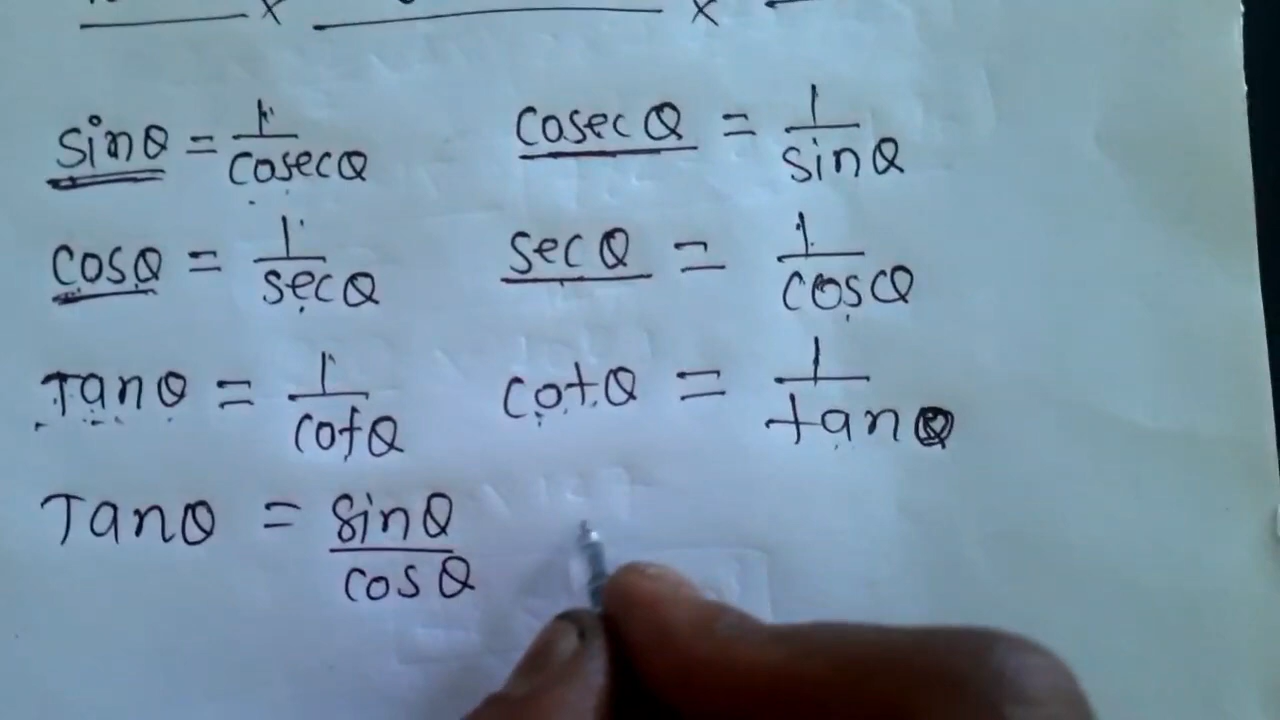 × ×
sinθ = 1/cosecθ cosecθ = 1/sinθ
cosθ = 1/secθ secθ = 1/cosθ
Tanθ = 1/cotθ cotθ = 1/tanθ
Tanθ = sinθ/cosθ